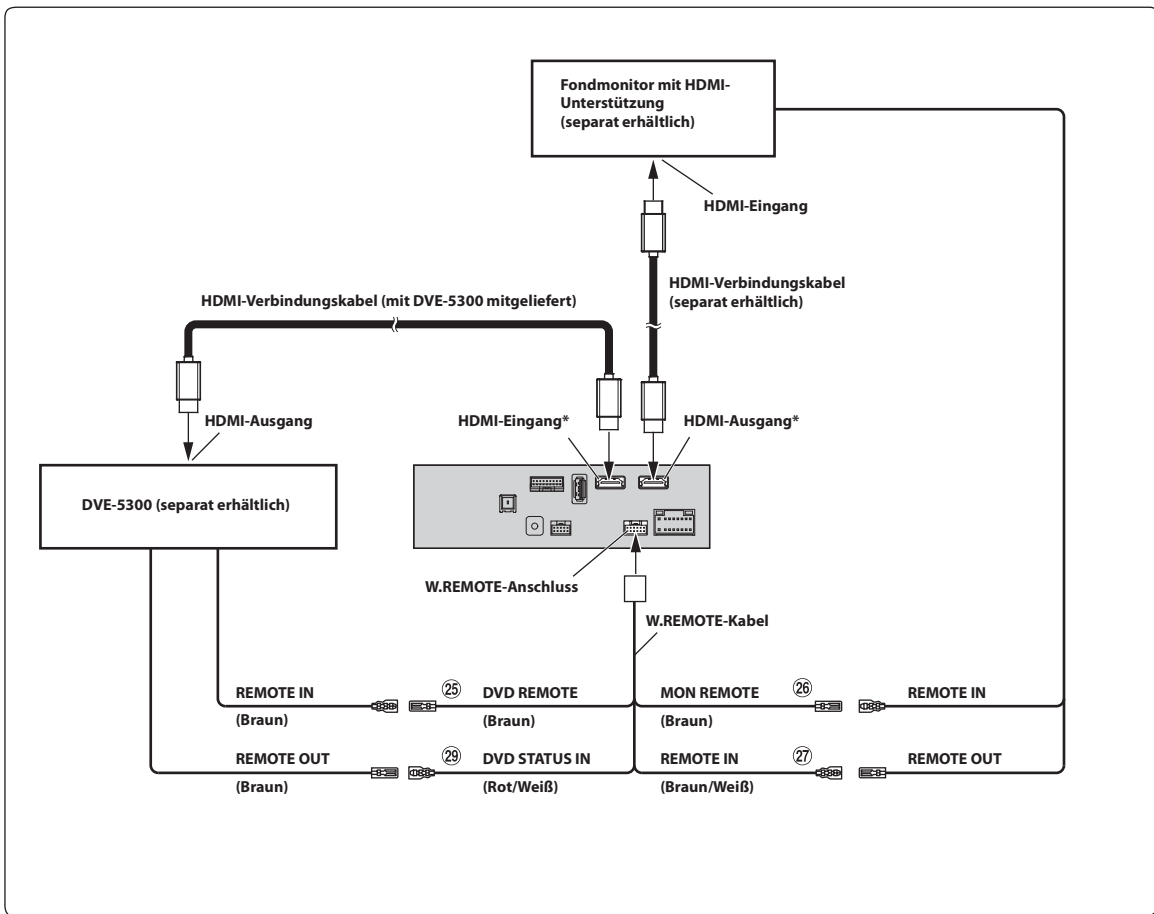 Fondmonitor mit HDMI-
Unterstützung
(separat erhältlich)
HDMI-Eingang
HDMI-Verbindungskabel
(separat erhältlich)
HDMI-Verbindungskabel (mit DVE-5300 mitgeliefert)
HDMI-Ausgang
HDMI-Eingang*
HDMI-Ausgang*
DVE-5300 (separat erhältlich)
W.REMOTE-Anschluss
W.REMOTE-Kabel
REMOTE IN
(Braun)
㉕
DVD REMOTE
(Braun)
MON REMOTE
(Braun)
㉖
REMOTE IN
REMOTE OUT
(Braun)
㉙
DVD STATUS IN
(Rot/Weiß)
REMOTE IN
(Braun/Weiß)
㉗
REMOTE OUT